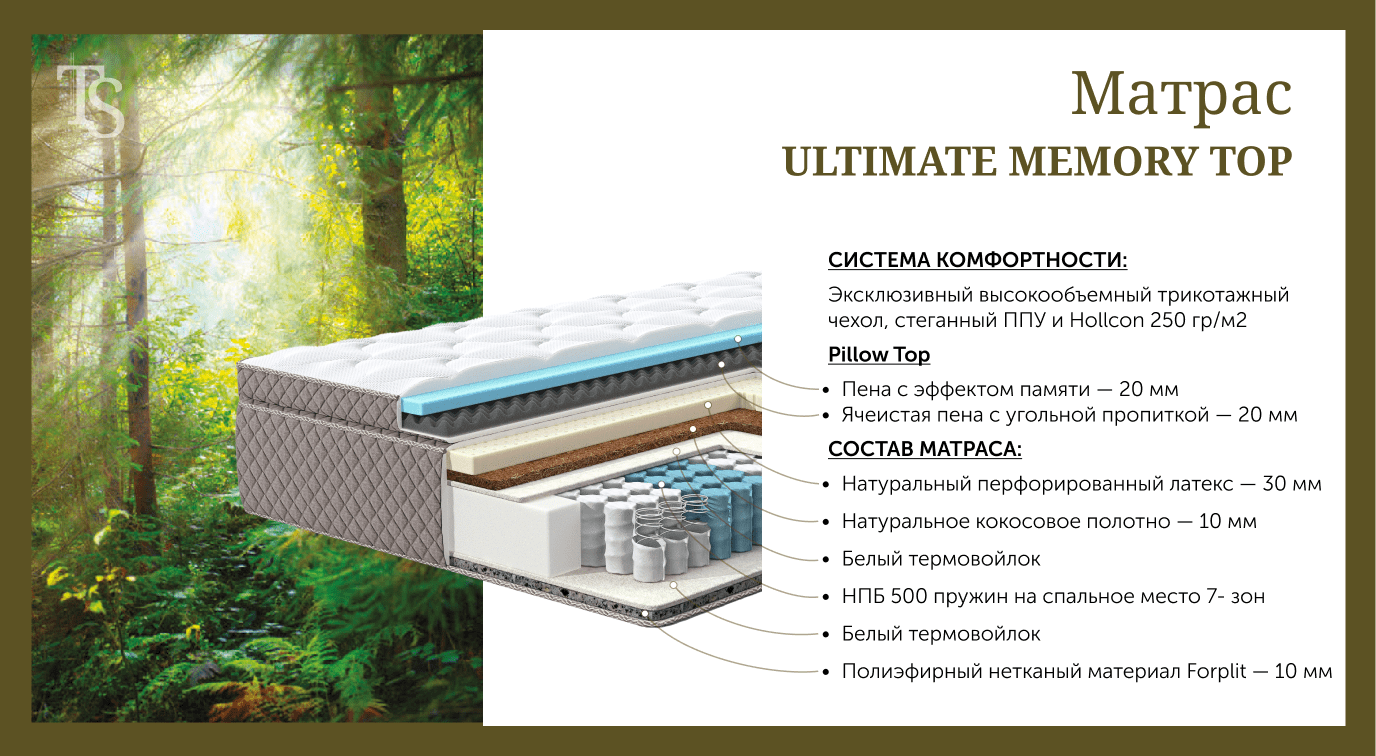 TS
Матрас
ULTIMATE MEMORY TOP
СИСТЕМА КОМФОРТНОСТИ:
Эксклюзивный высокообъемный трикотажный
чехол, стеганный ППУ и Hollcon 250 гр/м2
Pillow Top
• Пена с эффектом памяти — 20 мм
• Ячеистая пена с угольной пропиткой — 20 мм
СОСТАВ МАТРАСА:
• Натуральный перфорированный латекс — 30 мм
• Натуральное кокосовое полотно — 10 мм
• Белый термовойлок
• НПБ 500 пружин на спальное место 7- зон
• Белый термовойлок
• Полиэфирный нетканый материал Forplit — 10 мм